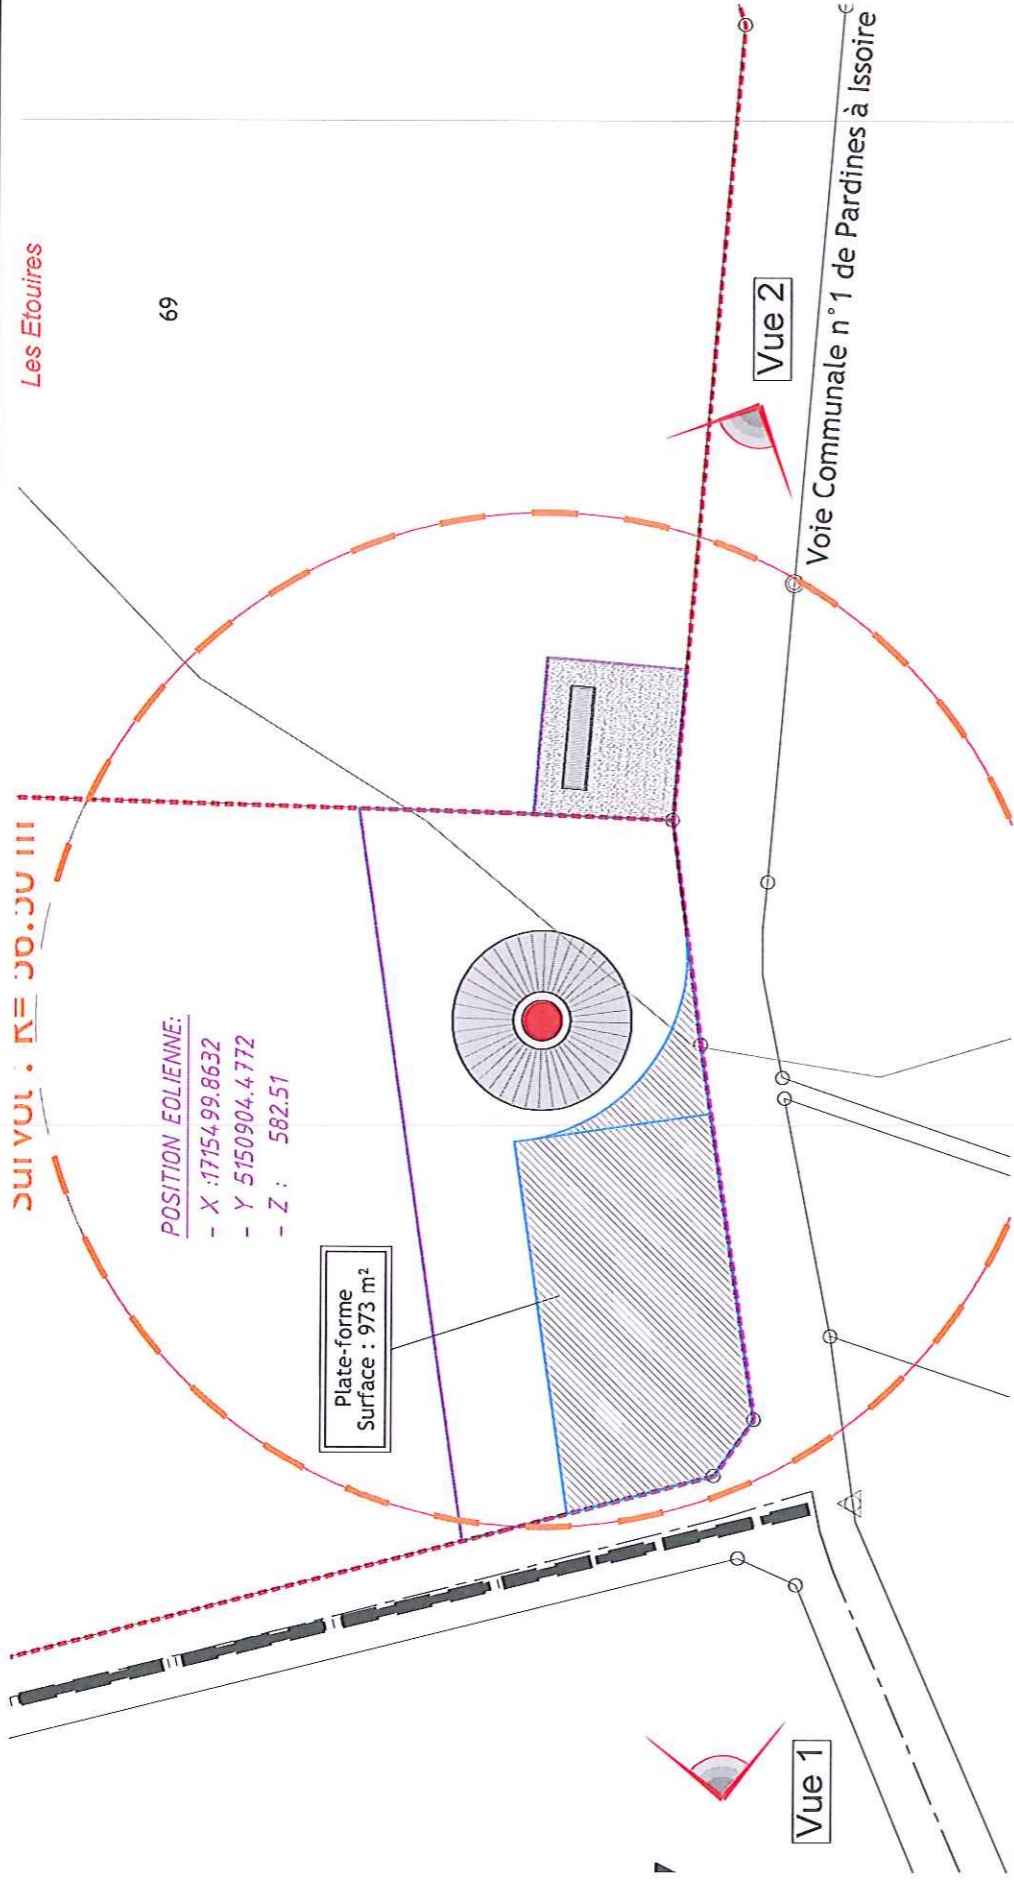 Les Etouires
69
POSITION EOLIENNE:
- X :1715499.8632
- Y 5150904.4772
- Z : 582.51
Plate-forme
Surface : 973 m²
Vue 2
Voie Communale n°1 de Pardines à Issoire
Vue 1